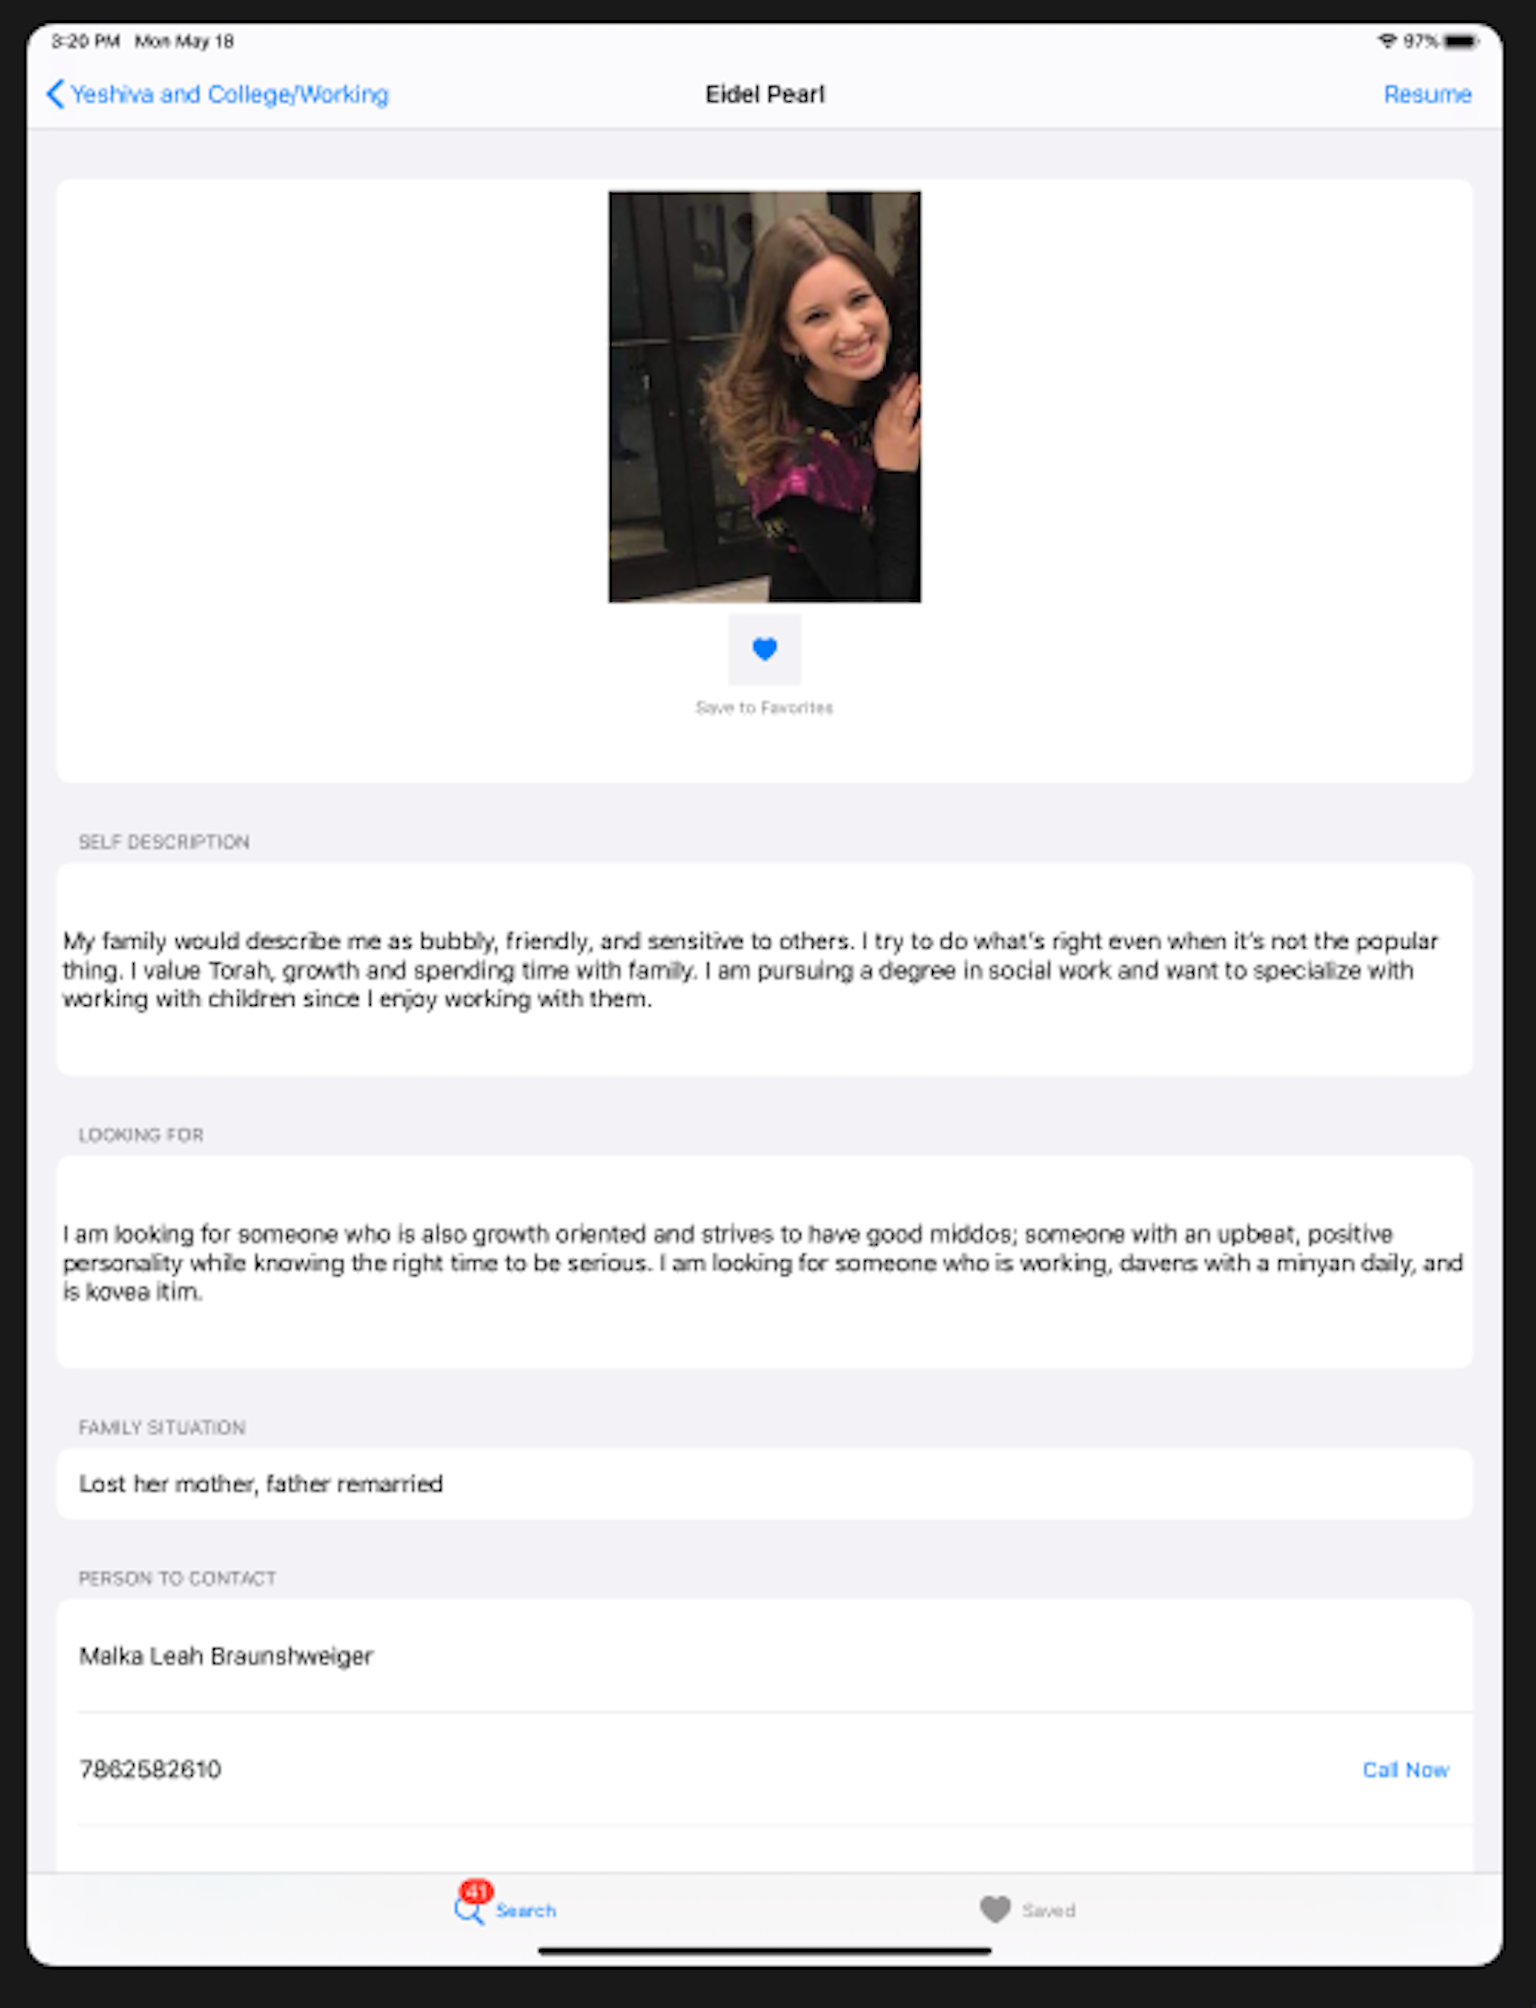 3:20 PM Mon May 18
97%
Yeshiva and College/Working
Eidel Pearl
Resume
Save to Favorites
SELF DESCRIPTION
My family would describe me as bubbly, friendly, and sensitive to others. I try to do what's right even when it's not the popular
thing. I value Torah, growth and spending time with family. I am pursuing a degree in social work and want to specialize with
working with children since I enjoy working with them.
LOOKING FOR
I am looking for someone who is also growth oriented and strives to have good middos; someone with an upbeat, positive
personality while knowing the right time to be serious. I am looking for someone who is working, davens with a minyan daily, and
is kovea itim.
FAMILY SITUATION
Lost her mother, father remarried
PERSON TO CONTACT
Malka Leah Braunshweiger
7862582610
Call Now
41
Search
Saved